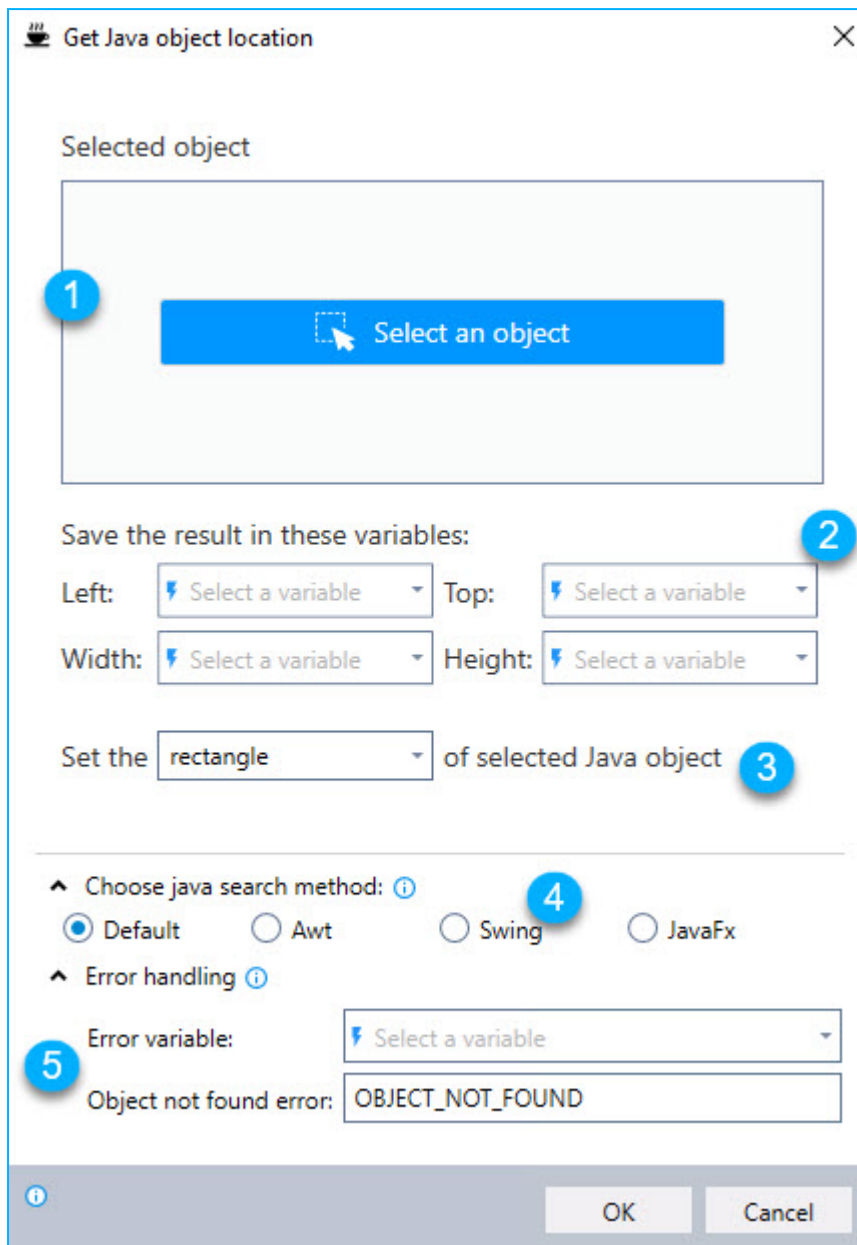 Get Java object location
Selected object
1
Select an object
Save the result in these variables:
2
Left: Select a variable Top: Select a variable
Width: Select a variable Height: Select a variable
Set the rectangle of selected Java object
3
Choose java search method:
4
Default Awt Swing JavaFx
Error handling
Error variable: Select a variable
5
Object not found error: OBJECT_NOT_FOUND
OK Cancel